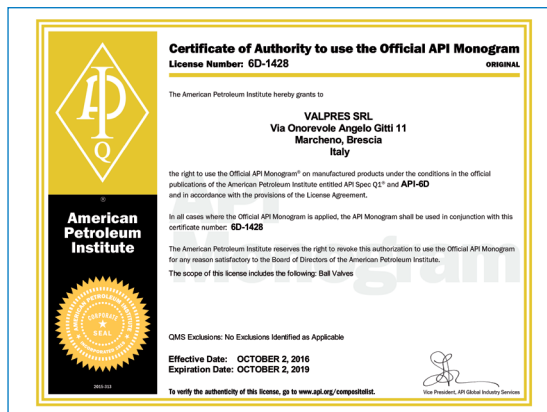 Certificate of Authority to use the Official API Monogram
License Number: 6D-1428
ORIGINAL
The American Petroleum Institute hereby grants to
VALPRES SRL
Via Onorevole Angelo Gitti 11
Marcheno, Brescia
Italy
the right to use the Official API Monogram® on manufactured products under the conditions in the official
publications of the American Petroleum Institute entitled API Spec Q1® and API-6D
and in accordance with the provisions of the License Agreement.
In all cases where the Official API Monogram is applied, the API Monogram shall be used in conjunction with this
certificate number: 6D-1428
The American Petroleum Institute reserves the right to revoke this authorization to use the Official API Monogram
for any reason satisfactory to the Board of Directors of the American Petroleum Institute.
The scope of this license includes the following: Ball Valves
API
Monogram
QMS Exclusions: No Exclusions Identified as Applicable
Effective Date: OCTOBER 2, 2016
Expiration Date: OCTOBER 2, 2019
To verify the authenticity of this license, go to www.api.org/compositelist.
Vice President, API Global Industry Services
API
Q
®
American
Petroleum
Institute
AMERICAN PETROLEUM INSTITUTE
CORPORATE
SEAL
INCORPORATED 1919
2015-313